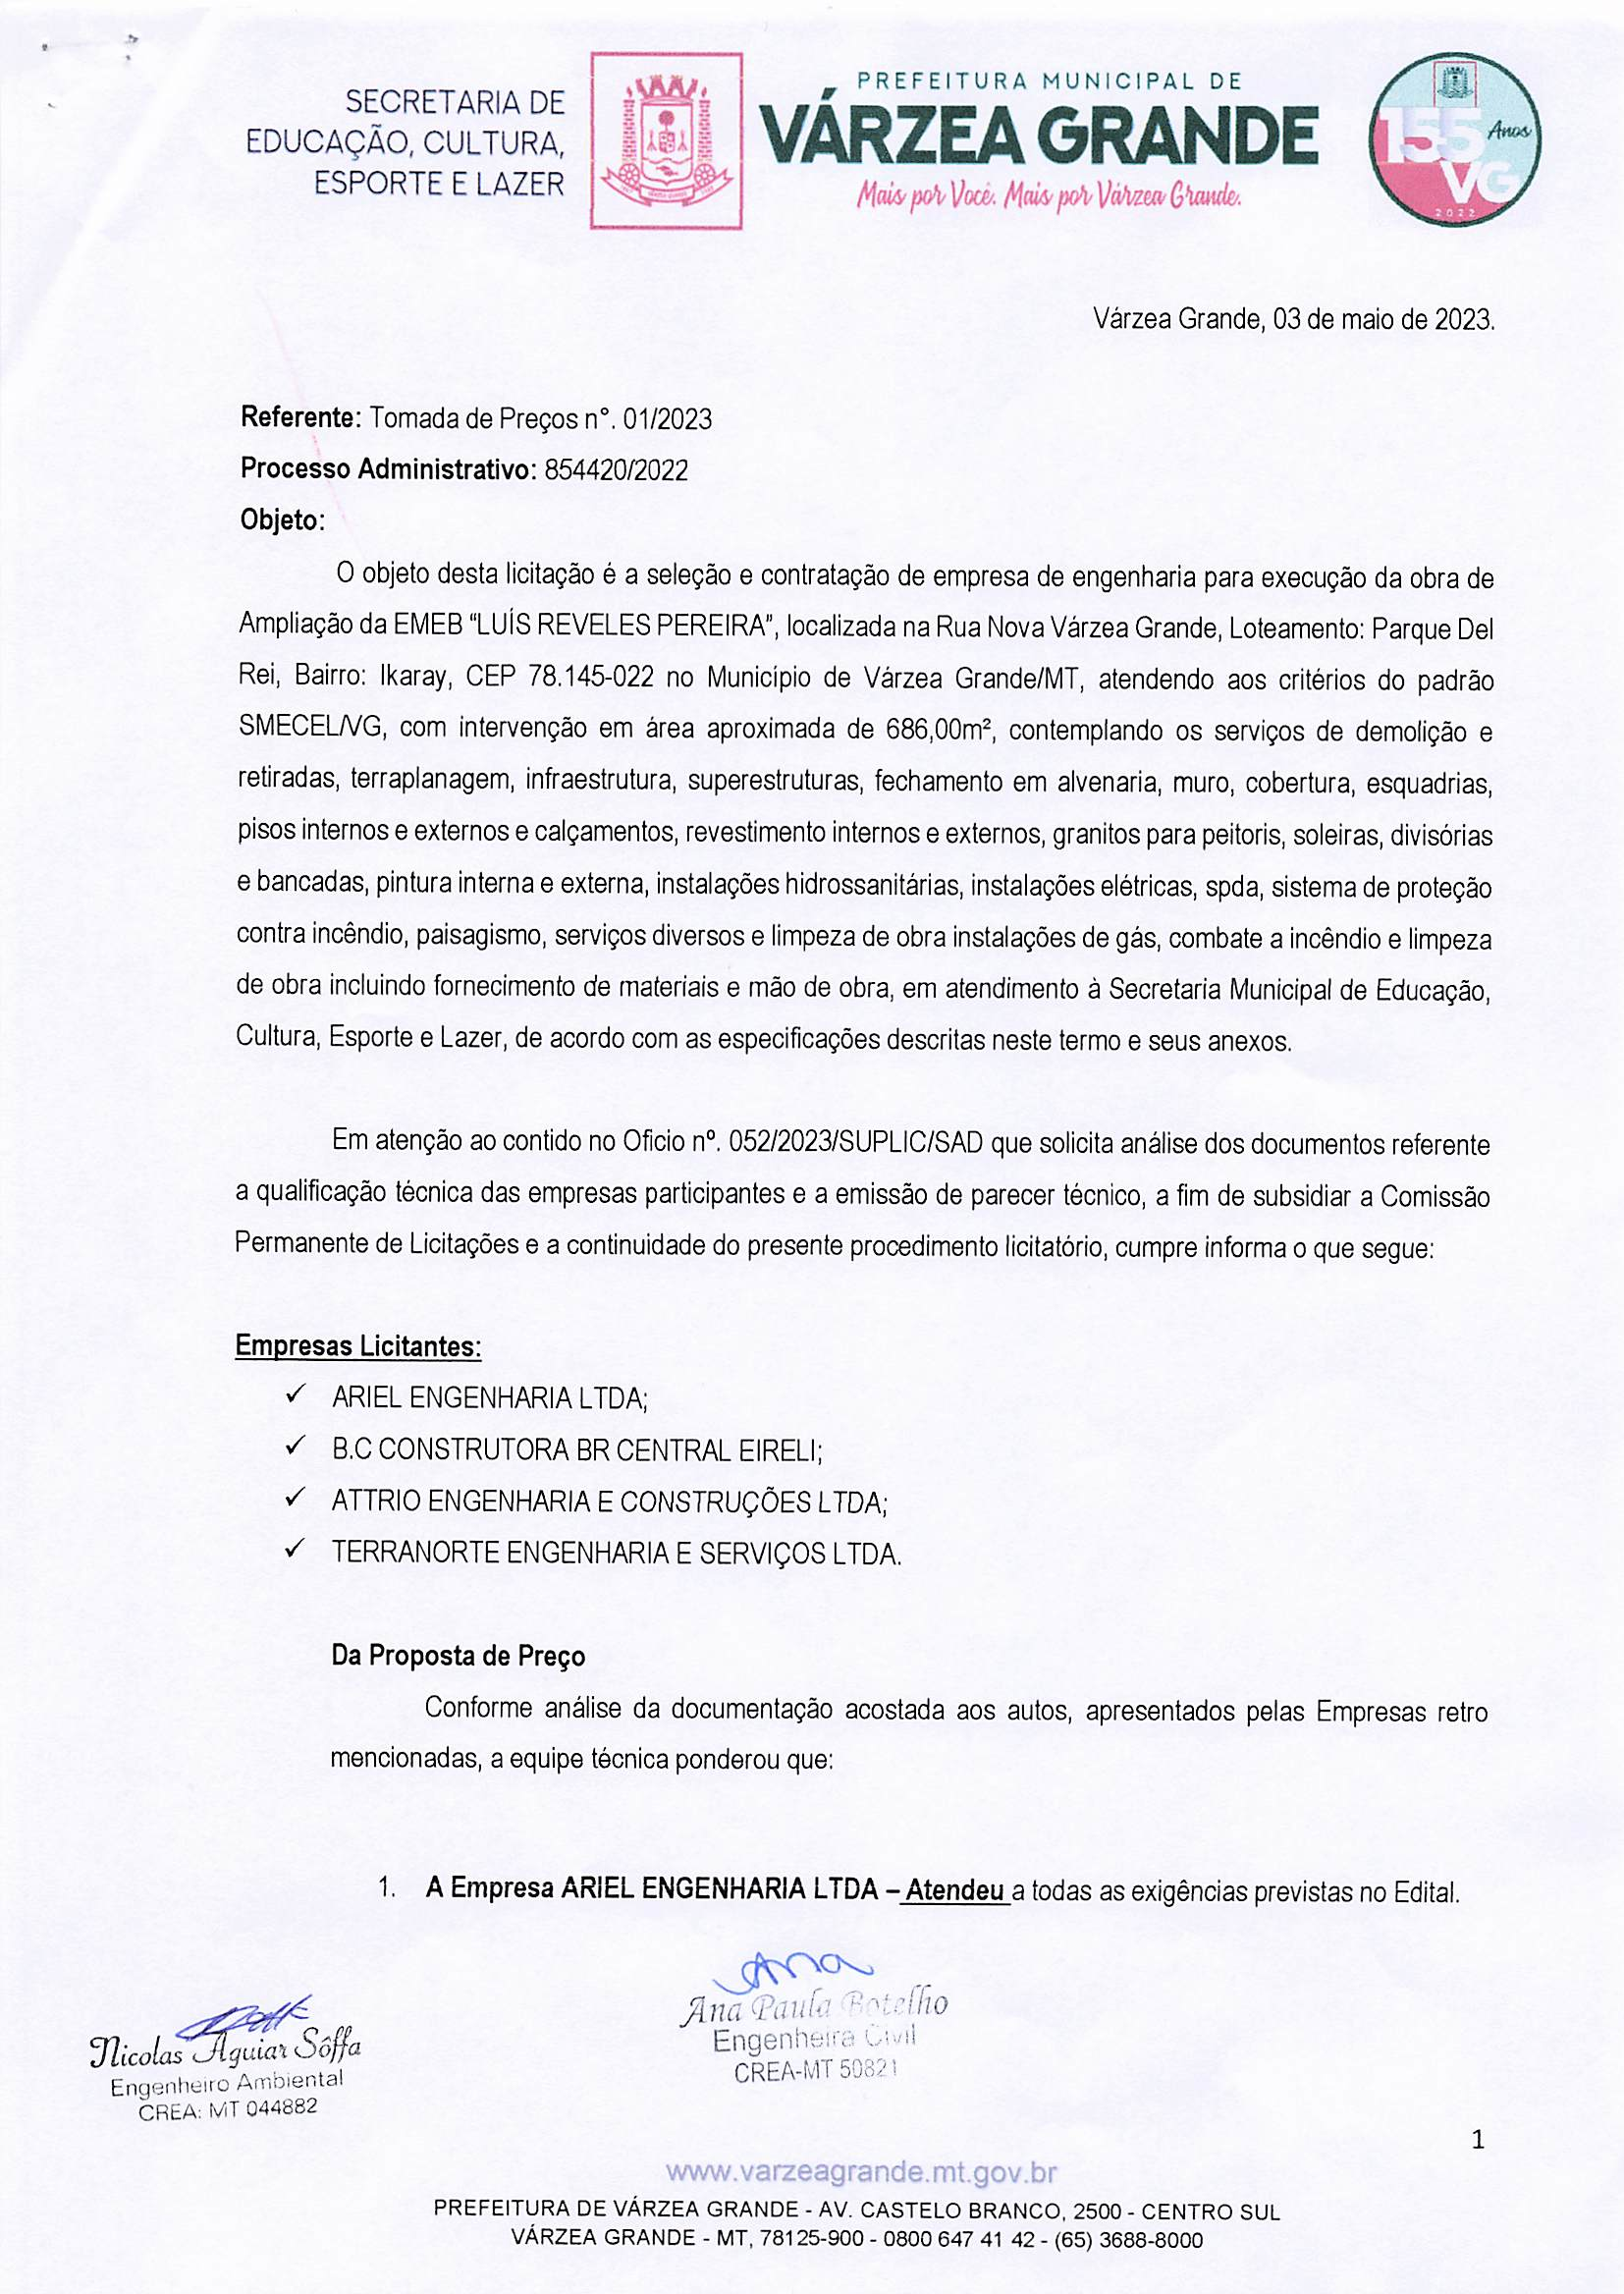 SECRETARIA DE
EDUCAÇÃO, CULTURA,
ESPORTE E LAZER
PREFEITURA MUNICIPAL DE
VÁRZEA GRANDE
Mais por Você. Mais por Várzea Grande.
155 Anos
VG
2022
Várzea Grande, 03 de maio de 2023.
Referente: Tomada de Preços n°. 01/2023
Processo Administrativo: 854420/2022
Objeto:
O objeto desta licitação é a seleção e contratação de empresa de engenharia para execução da obra de
Ampliação da EMEB “LUÍS REVELES PEREIRA”, localizada na Rua Nova Várzea Grande, Loteamento: Parque Del
Rei, Bairro: Ikaray, CEP 78.145-022 no Município de Várzea Grande/MT, atendendo aos critérios do padrão
SMECEL/VG, com intervenção em área aproximada de 686,00m², contemplando os serviços de demolição e
retiradas, terraplanagem, infraestrutura, superestruturas, fechamento em alvenaria, muro, cobertura, esquadrias,
pisos internos e externos e calçamentos, revestimento internos e externos, granitos para peitoris, soleiras, divisórias
e bancadas, pintura interna e externa, instalações hidrossanitárias, instalações elétricas, spda, sistema de proteção
contra incêndio, paisagismo, serviços diversos e limpeza de obra instalações de gás, combate a incêndio e limpeza
de obra incluindo fornecimento de materiais e mão de obra, em atendimento à Secretaria Municipal de Educação,
Cultura, Esporte e Lazer, de acordo com as especificações descritas neste termo e seus anexos.
Em atenção ao contido no Oficio nº. 052/2023/SUPLIC/SAD que solicita análise dos documentos referente
a qualificação técnica das empresas participantes e a emissão de parecer técnico, a fim de subsidiar a Comissão
Permanente de Licitações e a continuidade do presente procedimento licitatório, cumpre informa o que segue:
Empresas Licitantes:
✓ ARIEL ENGENHARIA LTDA;
✓ B.C CONSTRUTORA BR CENTRAL EIRELI;
✓ ATTRIO ENGENHARIA E CONSTRUÇÕES LTDA;
✓ TERRANORTE ENGENHARIA E SERVIÇOS LTDA.
Da Proposta de Preço
Conforme análise da documentação acostada aos autos, apresentados pelas Empresas retro
mencionadas, a equipe técnica ponderou que:
1. A Empresa ARIEL ENGENHARIA LTDA – Atendeu a todas as exigências previstas no Edital.
Ana
Ana Paula Botelho
Engenheira Civil
CREA-MT 50821
Nicolas Aguiar Sôffa
Engenheiro Ambiental
CREA: MT 044882
1
www.varzeagrande.mt.gov.br
PREFEITURA DE VÁRZEA GRANDE - AV. CASTELO BRANCO, 2500 - CENTRO SUL
VÁRZEA GRANDE - MT, 78125-900 - 0800 647 41 42 - (65) 3688-8000